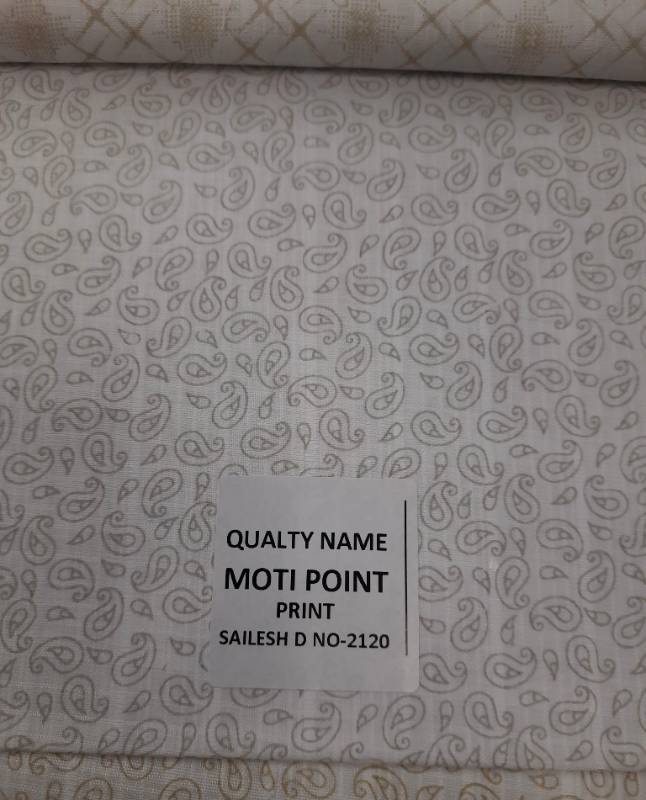 QUALTY NAME
MOTI POINT
PRINT
SAILESH D NO-2120